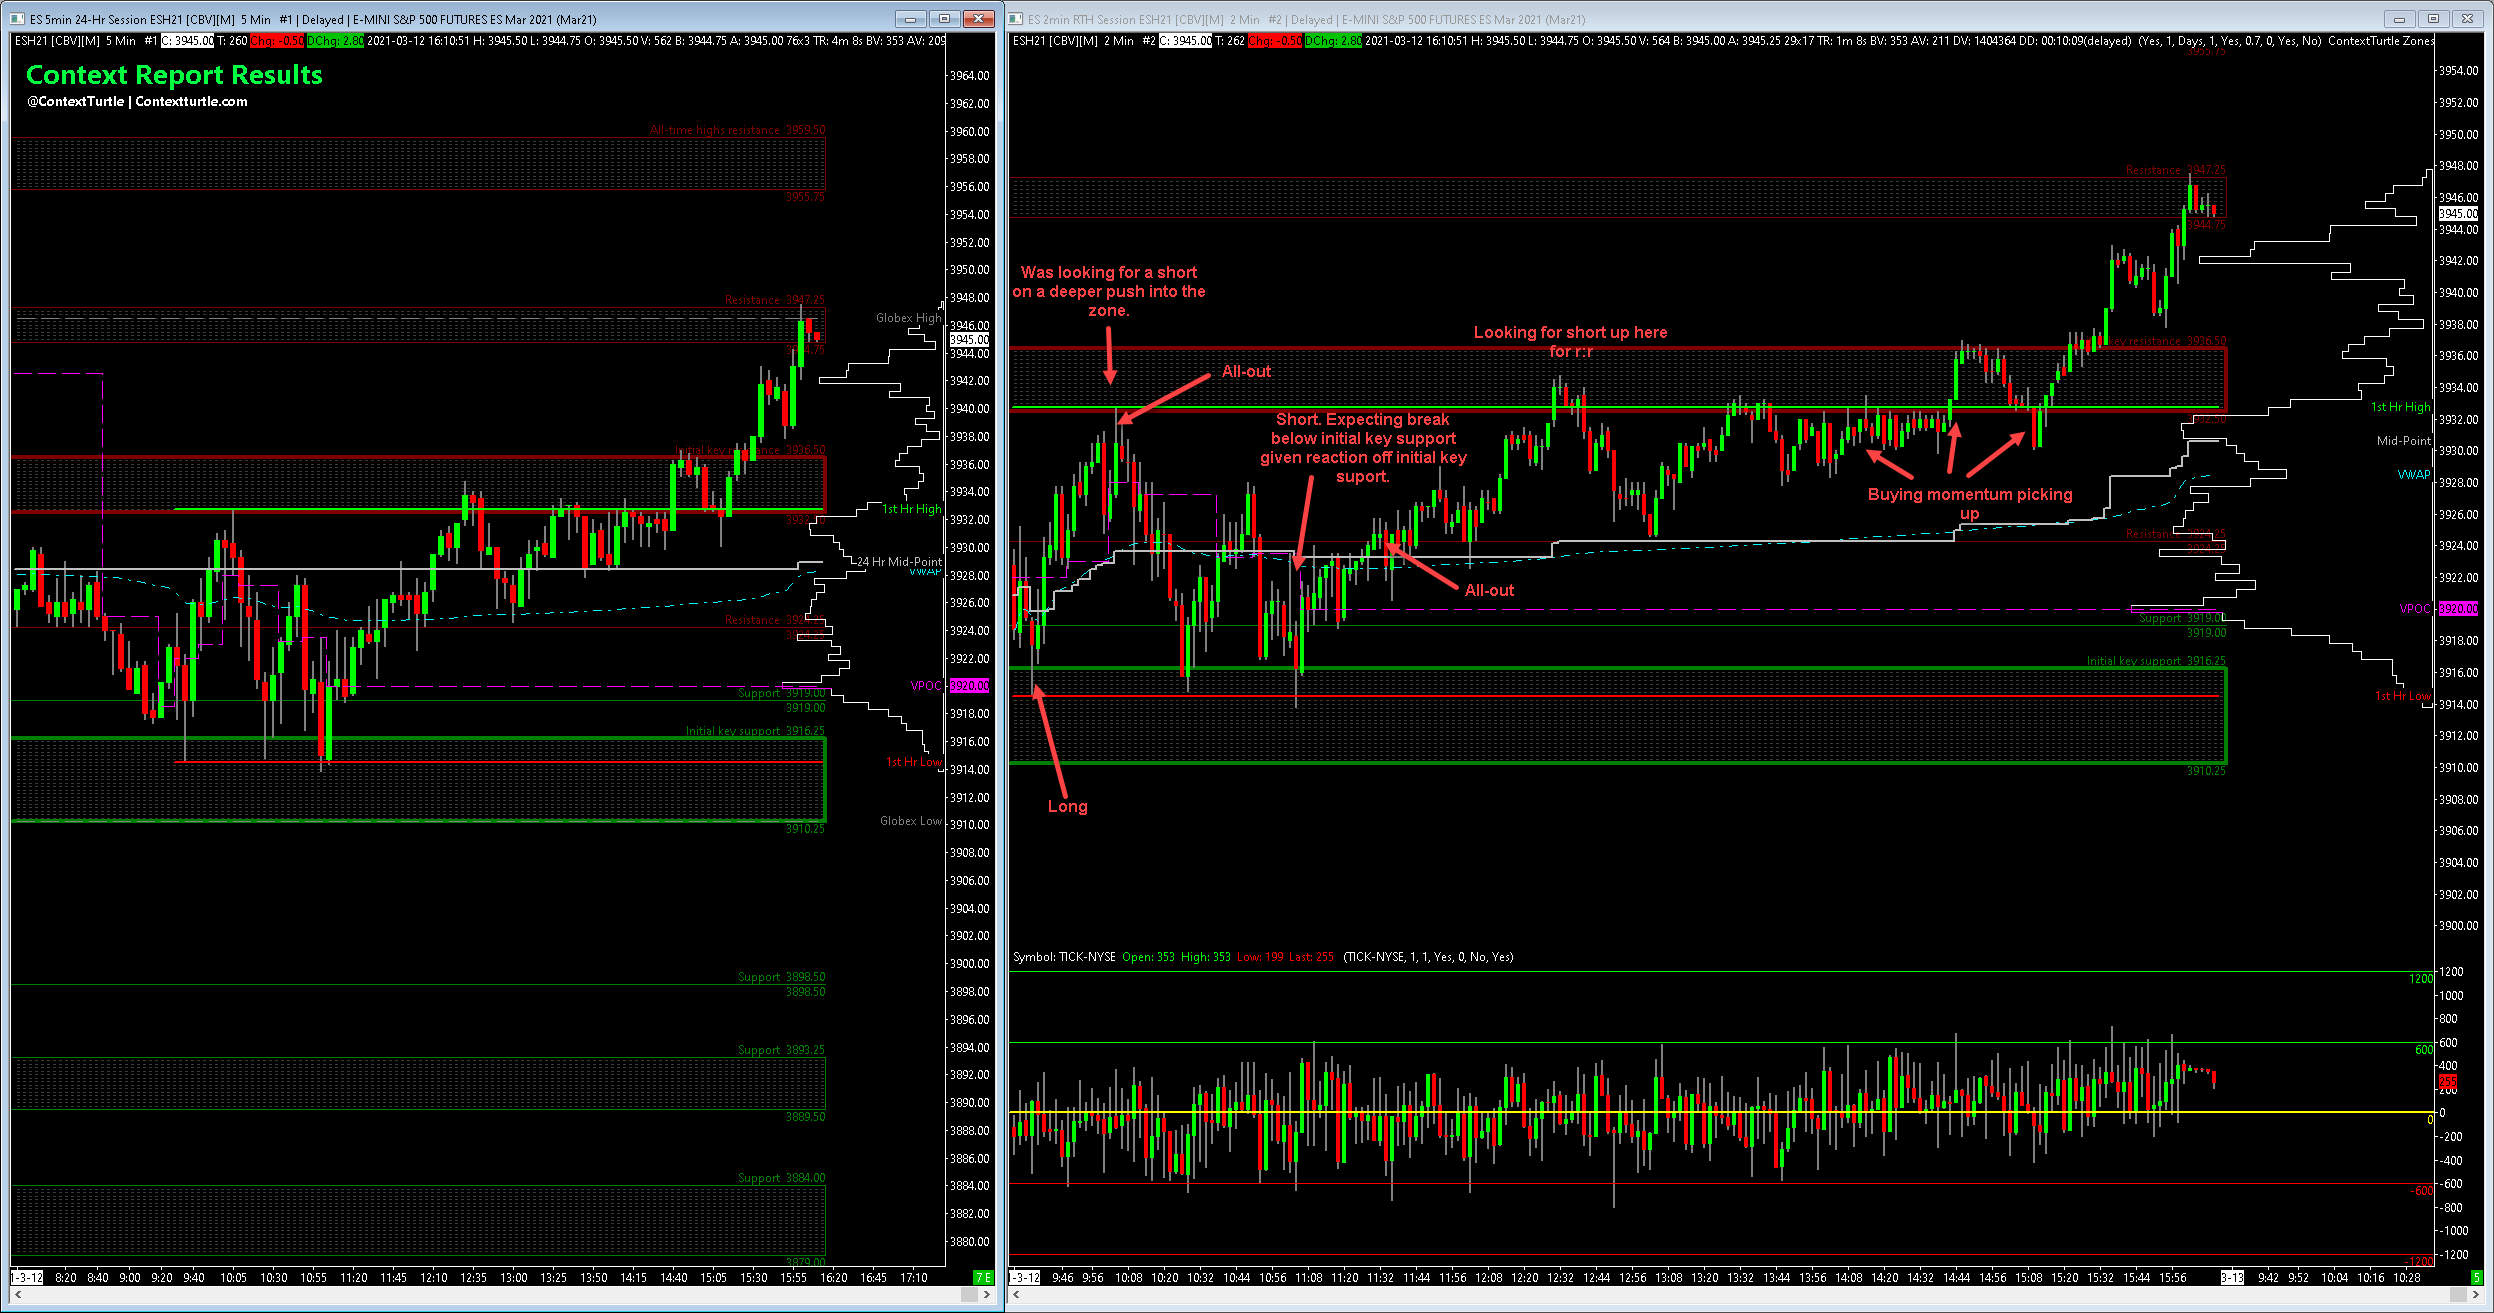 ES 5min 24-Hr Session ESH21 [CBV][M] 5 Min #1 | Delayed | E-MINI S&P 500 FUTURES ES Mar 2021 (Mar21)
ESH21 [CBV][M] 5 Min #1 C: 3945.00 T: 260 Chg: -0.50 DChg: 2.80 2021-03-12 16:10:51 H: 3945.50 L: 3944.75 O: 3945.50 V: 562 B: 3944.75 A: 3945.00 76x3 TR: 4m 8s BV: 353 AV: 209
Context Report Results
@ContextTurtle | Contextturtle.com
All-time highs resistance 3959.50
3955.75
Resistance 3947.25
Globex High
3944.75
Initial key resistance 3936.50
1st Hr High
3932.50
24 Hr Mid-Point
VWAP
Resistance 3924.25
3924.25
VPOC
Support 3919.00
3919.00
Initial key support 3916.25
1st Hr Low
Globex Low
3910.25
Support 3898.50
3898.50
Support 3893.25
3889.50
Support 3884.00
3879.00
3964.00
3962.00
3960.00
3958.00
3956.00
3954.00
3952.00
3950.00
3948.00
3946.00
3945.00
3944.00
3942.00
3940.00
3938.00
3936.00
3934.00
3932.00
3930.00
3928.00
3926.00
3924.00
3922.00
3920.00
3918.00
3916.00
3914.00
3912.00
3910.00
3908.00
3906.00
3904.00
3902.00
3900.00
3898.00
3896.00
3894.00
3892.00
3890.00
3888.00
3886.00
3884.00
3882.00
3880.00
1-3-12 8:20 8:40 9:00 9:20 9:40 10:05 10:30 10:55 11:20 11:45 12:10 12:35 13:00 13:25 13:50 14:15 14:40 15:05 15:30 15:55 16:20 16:45 17:10 7 E
ES 2min RTH Session ESH21 [CBV][M] 2 Min #2 | Delayed | E-MINI S&P 500 FUTURES ES Mar 2021 (Mar21)
ESH21 [CBV][M] 2 Min #2 C: 3945.00 T: 262 Chg: -0.50 DChg: 2.80 2021-03-12 16:10:51 H: 3945.50 L: 3944.75 O: 3945.50 V: 564 B: 3945.00 A: 3945.25 29x17 TR: 1m 8s BV: 353 AV: 211 DV: 1404364 DD: 00:10:09(delayed) (Yes, 1, Days, 1, Yes, 0.7, 0, Yes, No) ContextTurtle Zones
3955.75
Resistance 3947.25
3944.75
Was looking for a short
on a deeper push into the
zone.
Looking for short up here
for r:r
key resistance 3936.50
All-out
Short. Expecting break
below initial key support
given reaction off initial key
suport.
1st Hr High
3932.50
Mid-Point
VWAP
Buying momentum picking
up
Resistance 3924.25
3924.25
All-out
VPOC
Support 3919.00
3919.00
Initial key support 3916.25
1st Hr Low
3910.25
Long
3954.00
3952.00
3950.00
3948.00
3946.00
3945.00
3944.00
3942.00
3940.00
3938.00
3936.00
3934.00
3932.00
3930.00
3928.00
3926.00
3924.00
3922.00
3920.00
3918.00
3916.00
3914.00
3912.00
3910.00
3908.00
3906.00
3904.00
3902.00
3900.00
Symbol: TICK-NYSE Open: 353 High: 353 Low: 199 Last: 255 (TICK-NYSE, 1, 1, Yes, 0, No, Yes)
1200
600
0
-600
-1200
1200
1000
800
600
400
255
200
0
-200
-400
-600
-800
-1000
-1200
1-3-12 9:46 9:56 10:08 10:20 10:32 10:44 10:56 11:08 11:20 11:32 11:44 11:56 12:08 12:20 12:32 12:44 12:56 13:08 13:20 13:32 13:44 13:56 14:08 14:20 14:32 14:44 14:56 15:08 15:20 15:32 15:44 15:56 3-13 9:42 9:52 10:04 10:16 10:28 5